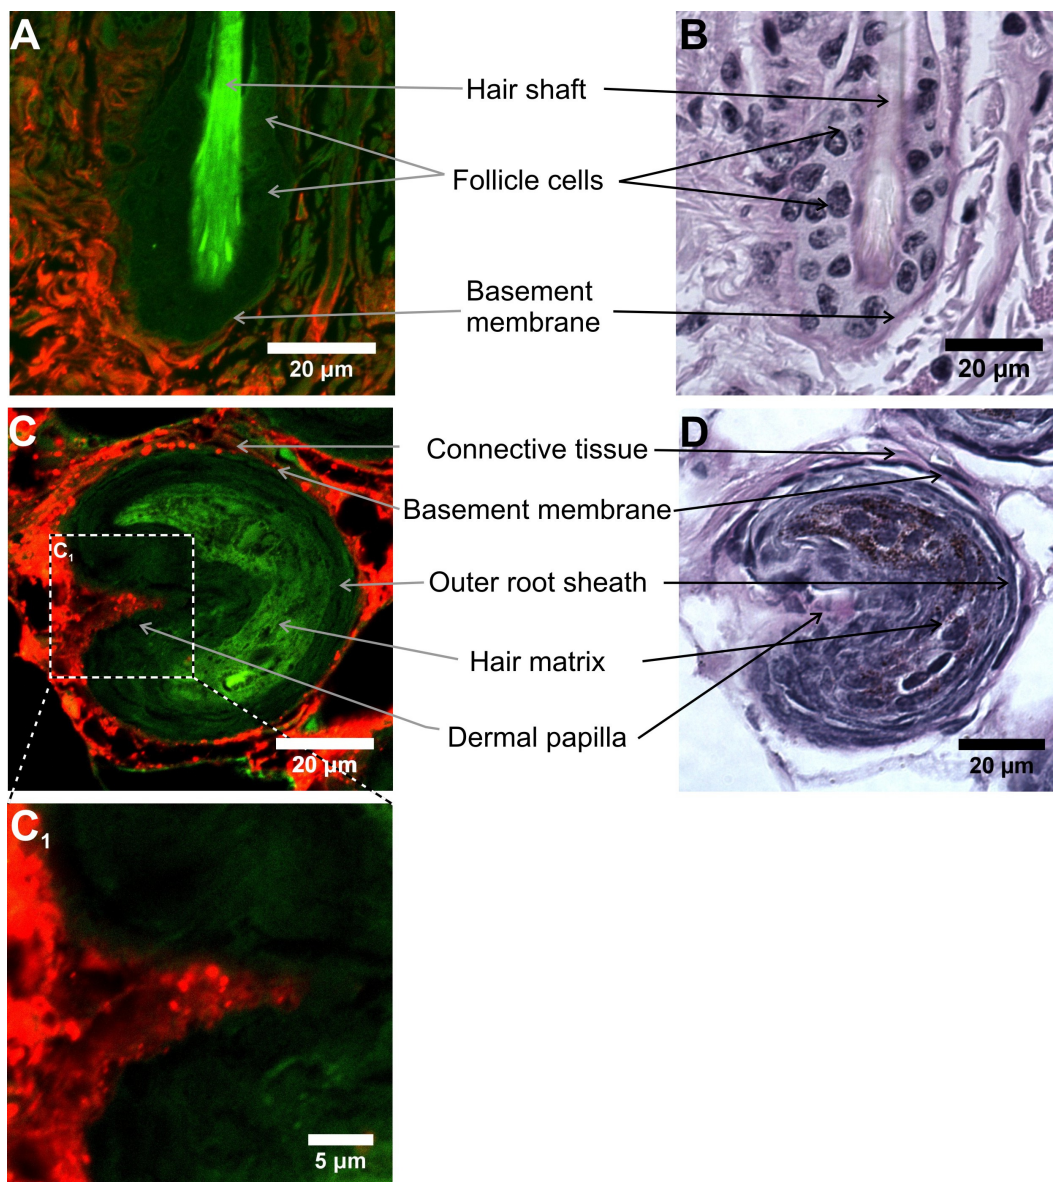 A
B
Hair shaft
Follicle cells
Basement
membrane
20 µm
20 µm
C
D
Connective tissue
Basement membrane
C1
Outer root sheath
Hair matrix
Dermal papilla
20 µm
20 µm
C1
5 µm